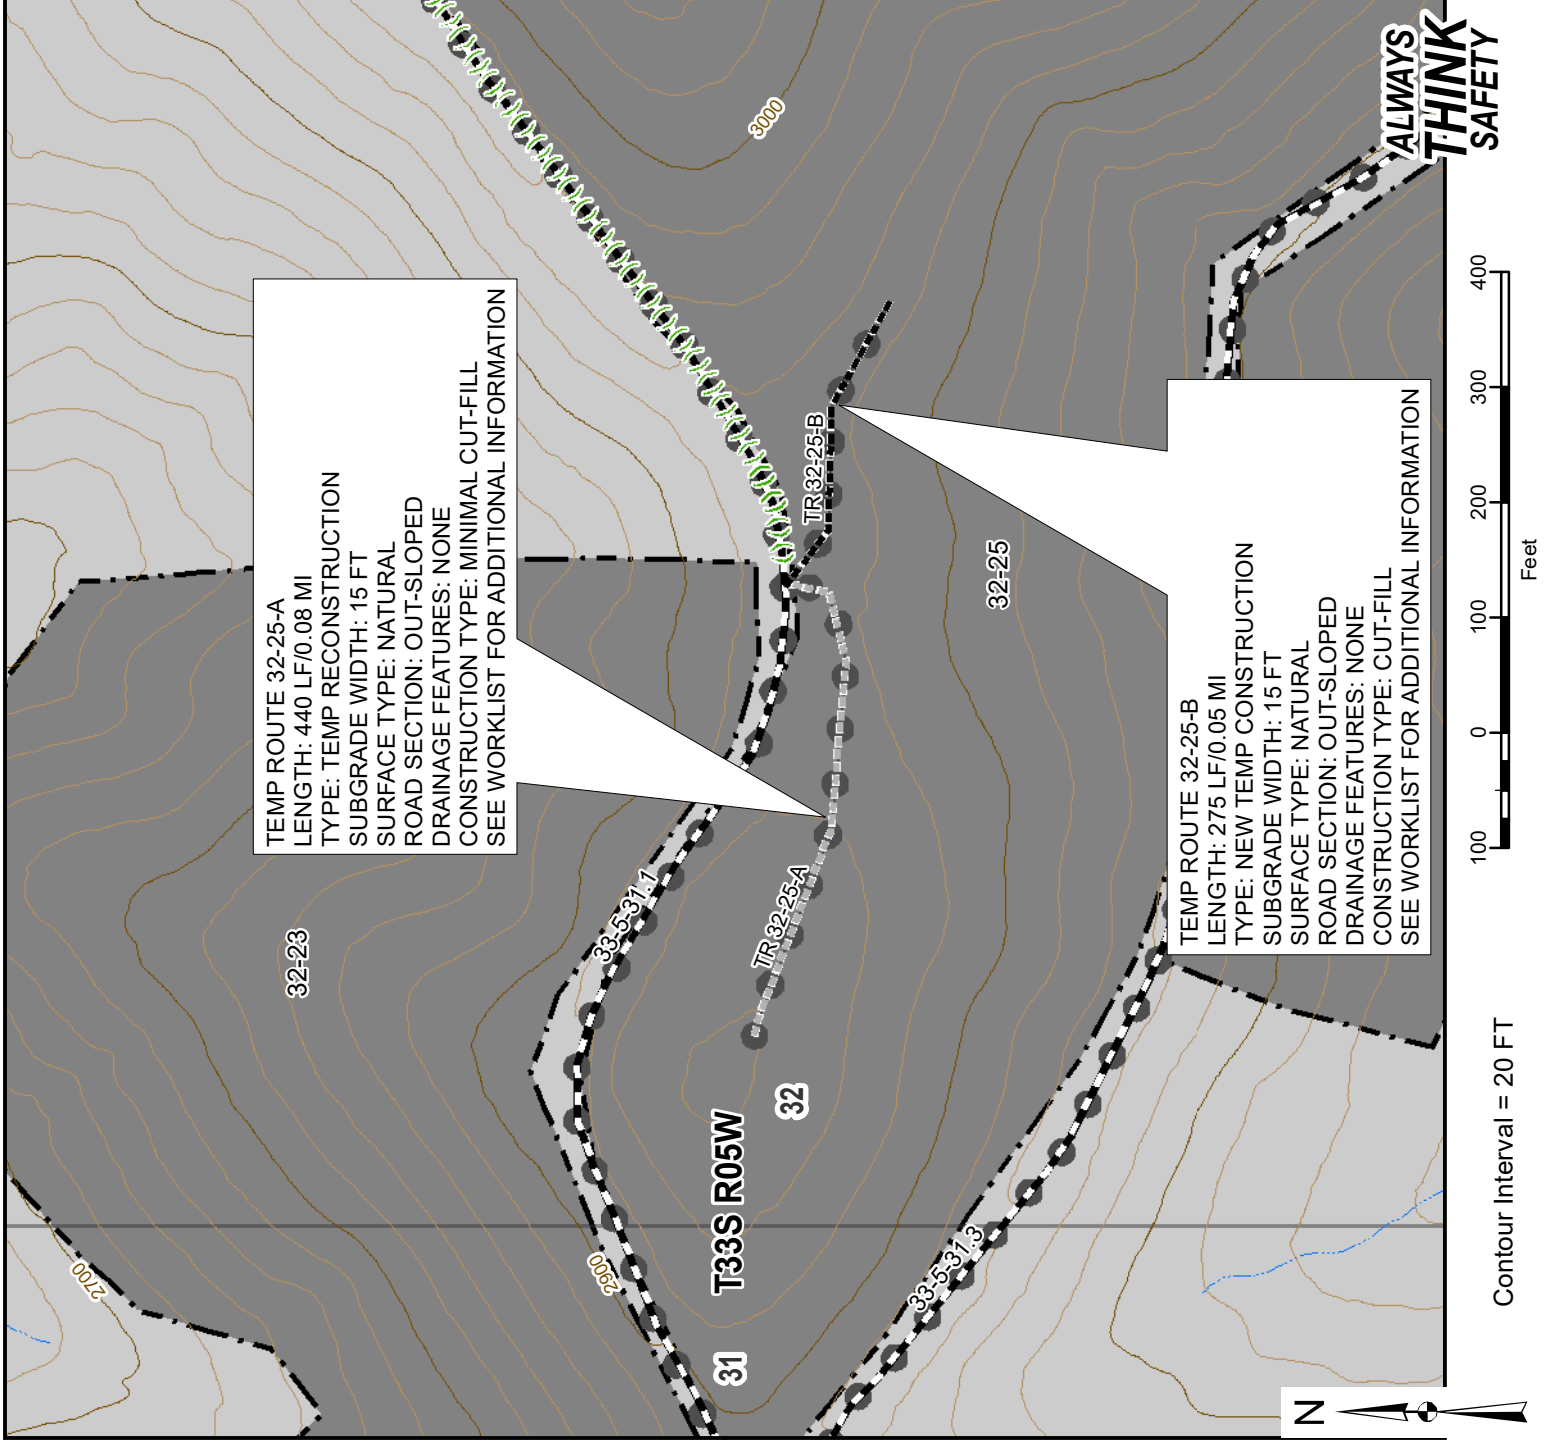 TEMP ROUTE 32-25-A
LENGTH: 440 LF/0.08 MI
TYPE: TEMP RECONSTRUCTION
SUBGRADE WIDTH: 15 FT
SURFACE TYPE: NATURAL
ROAD SECTION: OUT-SLOPED
DRAINAGE FEATURES: NONE
CONSTRUCTION TYPE: MINIMAL CUT-FILL
SEE WORKLIST FOR ADDITIONAL INFORMATION
2700
32-23
2900
33-5-31.1
31
T33S R05W
32
TR 32-25-A
TR 32-25-B
3000
33-5-31.3
32-25
TEMP ROUTE 32-25-B
LENGTH: 275 LF/0.05 MI
TYPE: NEW TEMP CONSTRUCTION
SUBGRADE WIDTH: 15 FT
SURFACE TYPE: NATURAL
ROAD SECTION: OUT-SLOPED
DRAINAGE FEATURES: NONE
CONSTRUCTION TYPE: CUT-FILL
SEE WORKLIST FOR ADDITIONAL INFORMATION
ALWAYS
THINK
SAFETY
N
Contour Interval = 20 FT
100 0 100 200 300 400
Feet